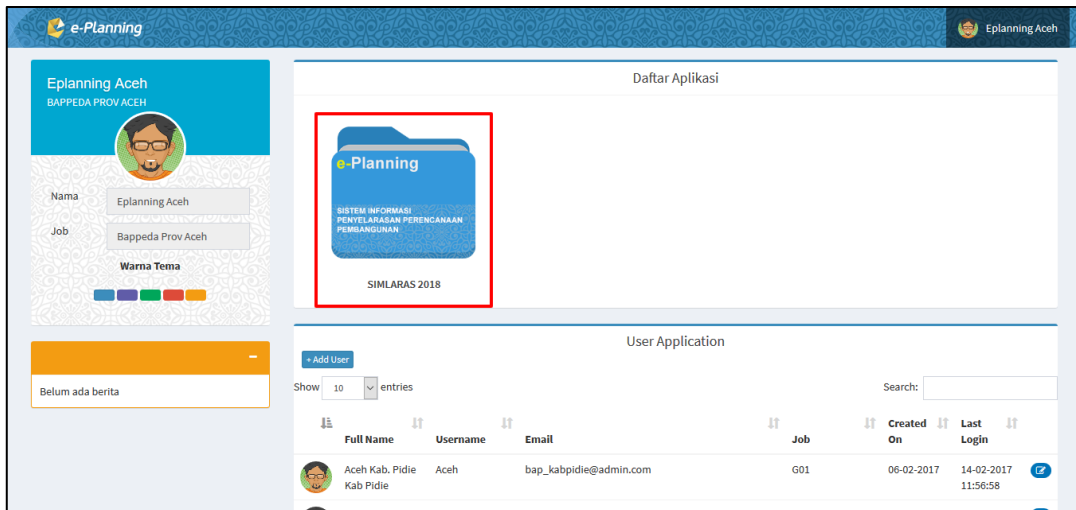 e-Planning
Eplanning Aceh
Eplanning Aceh
BAPPEDA PROV ACEH
Nama
Eplanning Aceh
Job
Bappeda Prov Aceh
Warna Tema
Belum ada berita
Daftar Aplikasi
e-Planning
SISTEM INFORMASI
PENYELARASAN PERENCANAAN
PEMBANGUNAN
SIMLARAS 2018
User Application
+ Add User
Show 10 entries
Search:
Full Name Username Email Job Created On Last Login
Aceh Kab. Pidie Aceh bap_kabpidie@admin.com G01 06-02-2017 14-02-2017
Kab Pidie 11:56:58